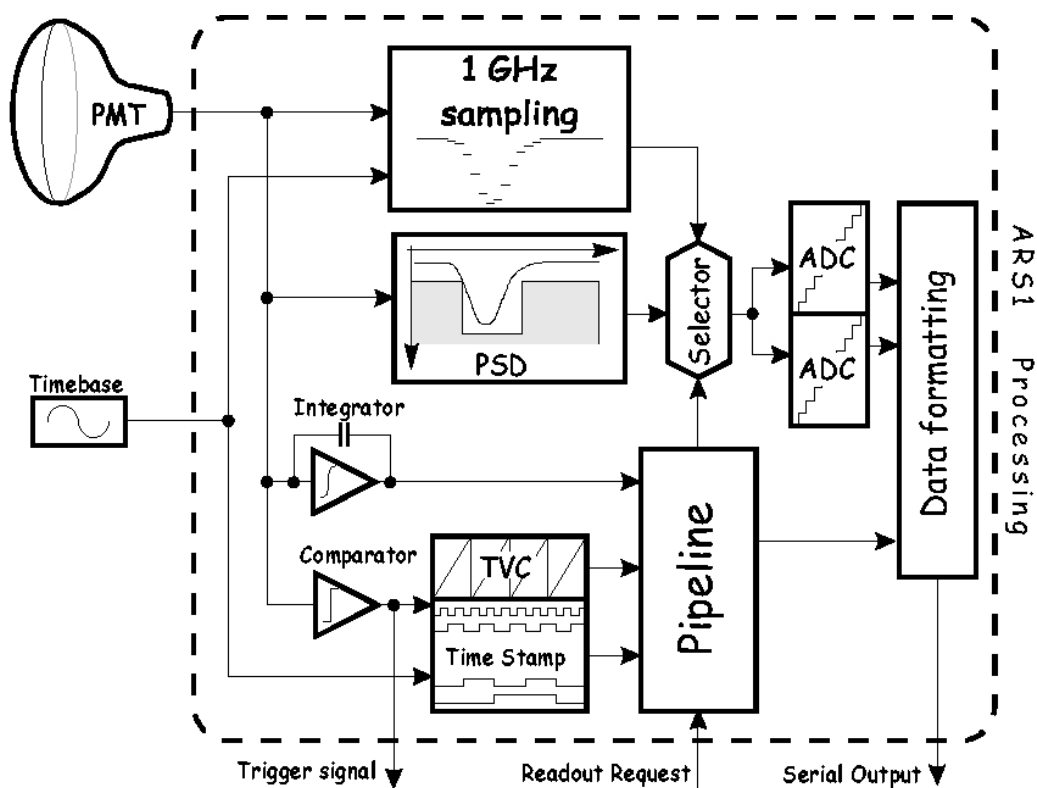 PMT
1 GHz
sampling
ADC
ADC
Selector
Data formatting
ARS1 Processing
PSD
Timebase
Integrator
Comparator
TVC
Time Stamp
Pipeline
Trigger signal
Readout Request
Serial Output